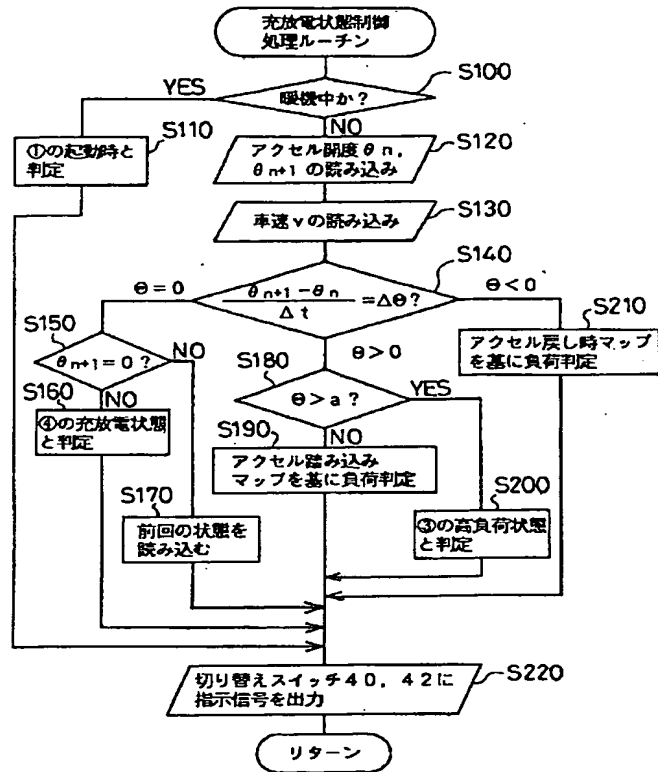 充放電状態制御
処理ルーチン
S100
暖機中か？
YES
NO
S110
①の起動時と
判定
S120
アクセル開度θn,
θn+1の読み込み
S130
車速vの読み込み
S140
θn+1−θn
Δt
=ΔΘ?
Θ=0
Θ<0
Θ>0
S150
θn+1=0?
NO
NO
S160
④の充放電状態
と判定
S170
前回の状態を
読み込む
S180
Θ>a?
YES
NO
S190
アクセル踏み込み
マップを基に負荷判定
S200
③の高負荷状態
と判定
S210
アクセル戻し時マップ
を基に負荷判定
S220
切り替えスイッチ40，42に
指示信号を出力
リターン